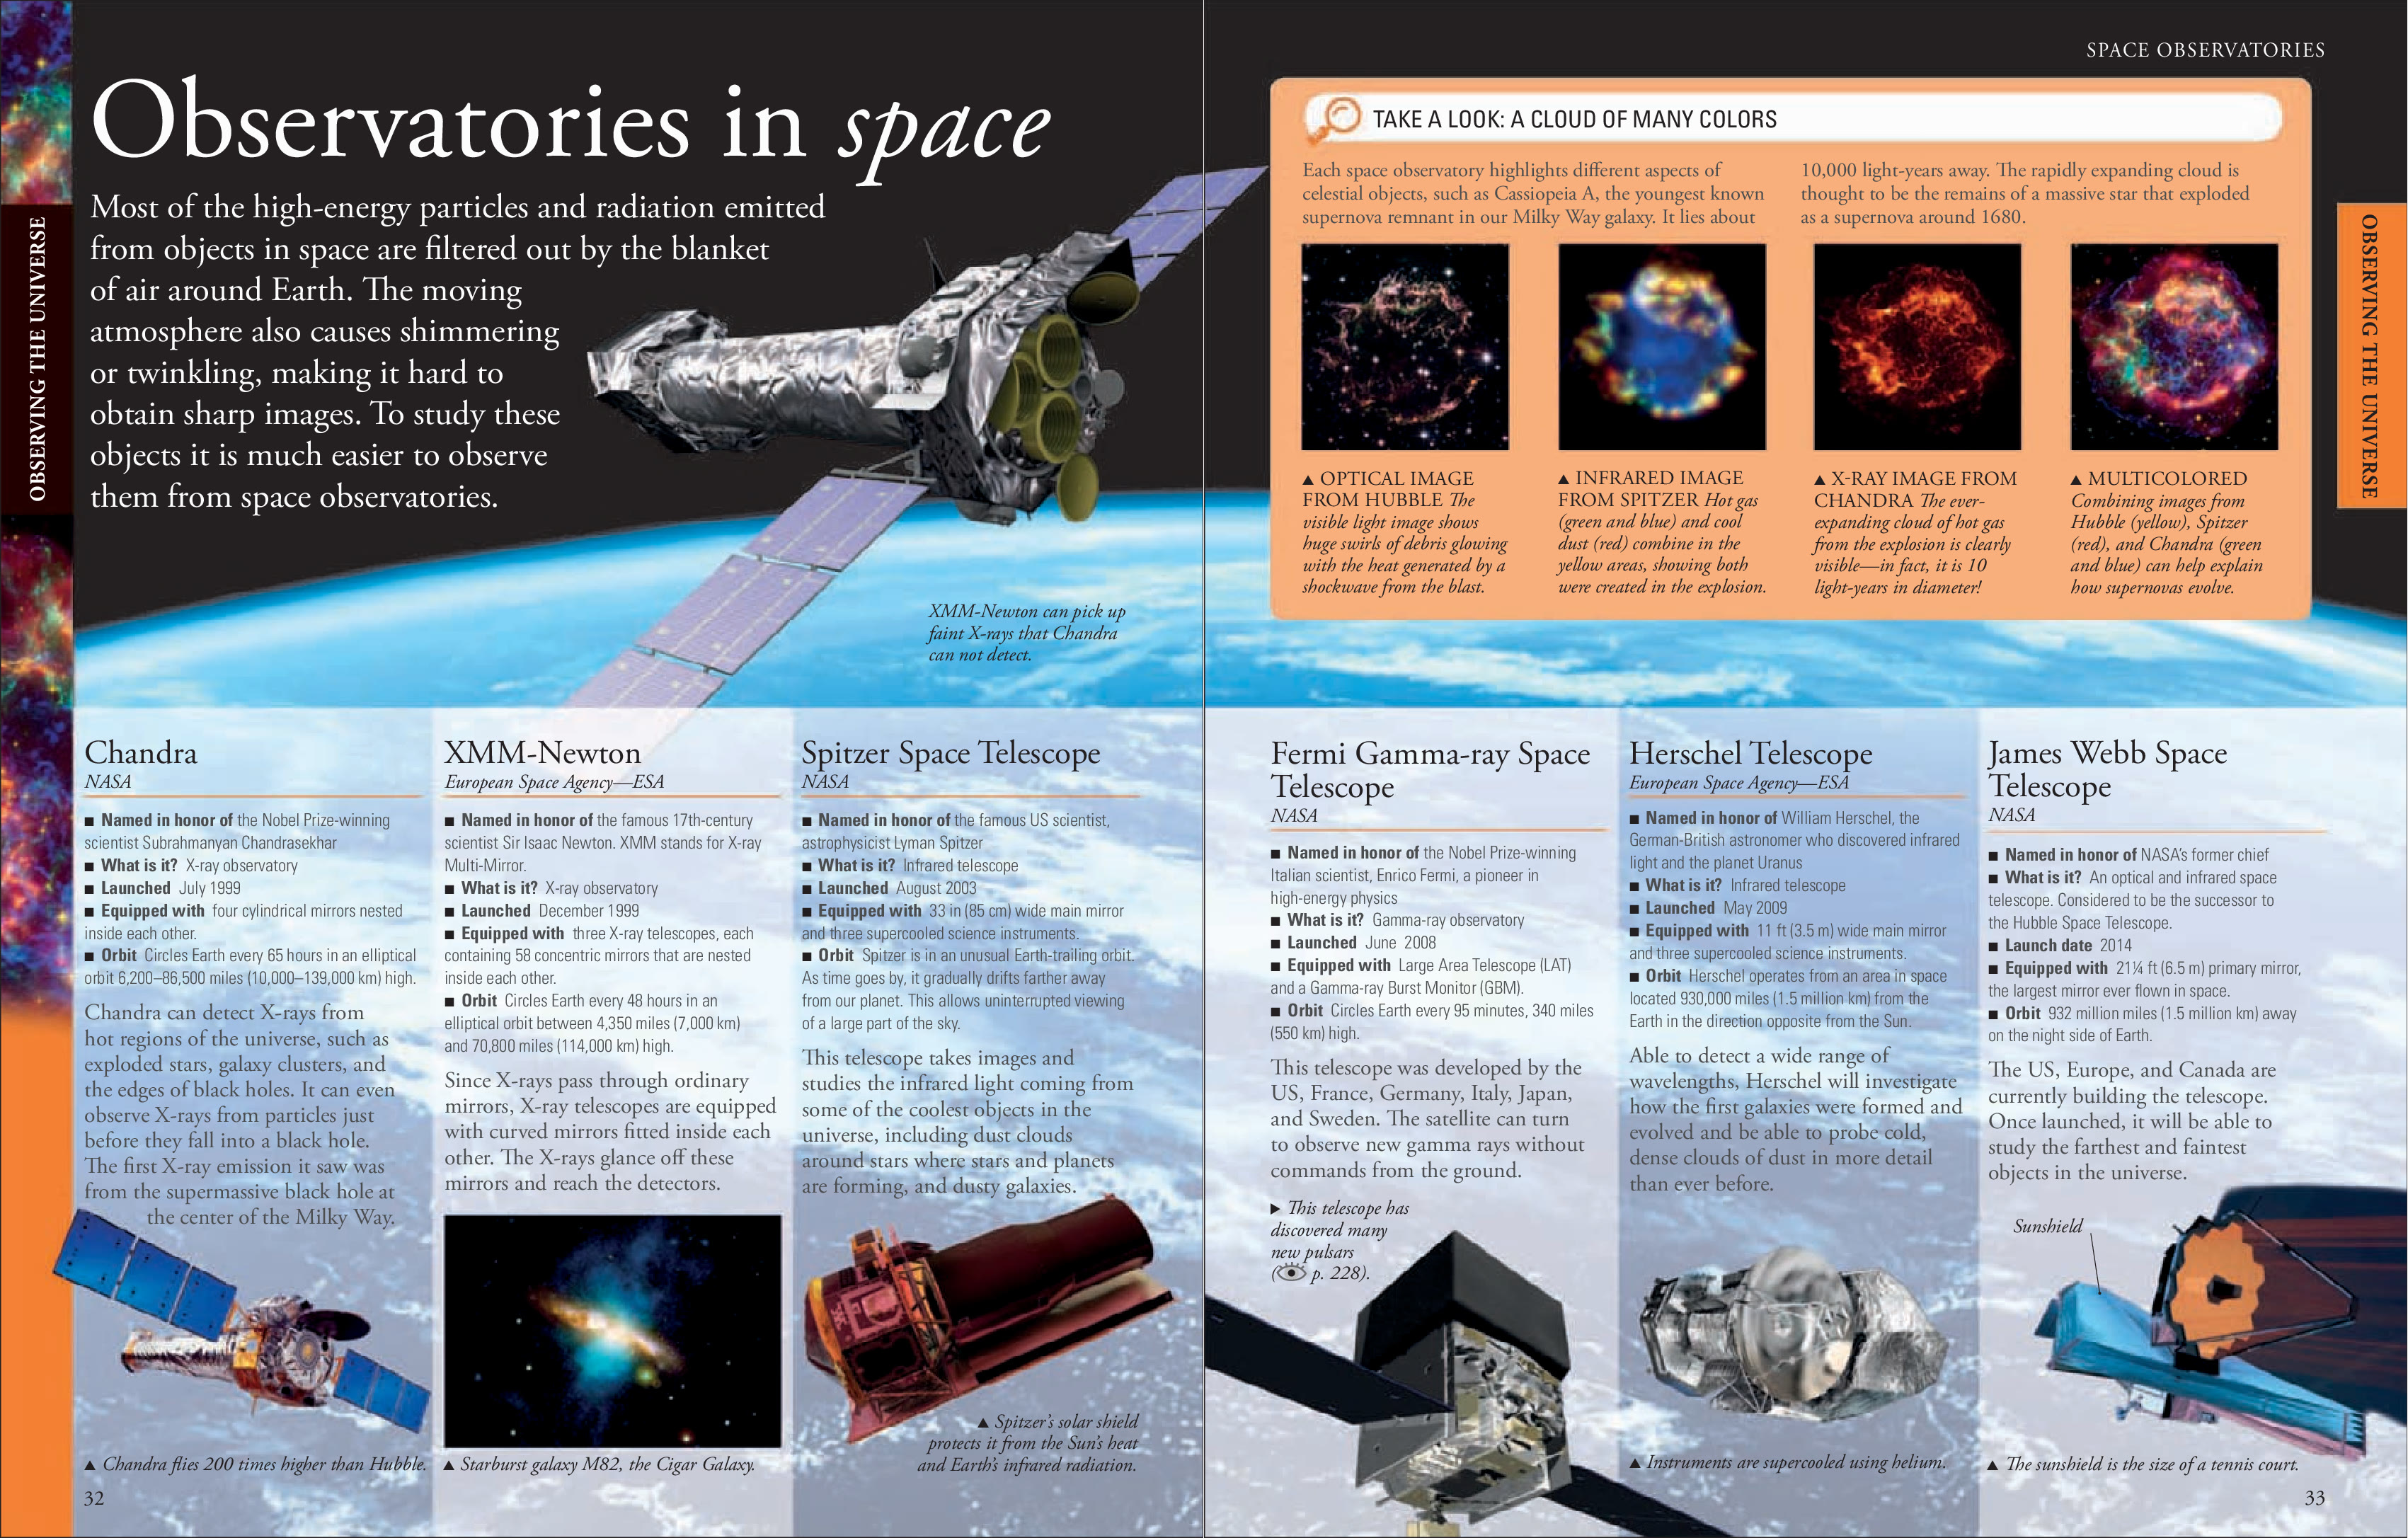 OBSERVING THE UNIVERSE
Observatories in space
Most of the high-energy particles and radiation emitted
from objects in space are filtered out by the blanket
of air around Earth. The moving
atmosphere also causes shimmering
or twinkling, making it hard to
obtain sharp images. To study these
objects it is much easier to observe
them from space observatories.
XMM-Newton can pick up
faint X-rays that Chandra
can not detect.
Chandra
NASA
■ Named in honor of the Nobel Prize-winning
scientist Subrahmanyan Chandrasekhar
■ What is it? X-ray observatory
■ Launched July 1999
■ Equipped with four cylindrical mirrors nested
inside each other.
■ Orbit Circles Earth every 65 hours in an elliptical
orbit 6,200–86,500 miles (10,000–139,000 km) high.
Chandra can detect X-rays from
hot regions of the universe, such as
exploded stars, galaxy clusters, and
the edges of black holes. It can even
observe X-rays from particles just
before they fall into a black hole.
The first X-ray emission it saw was
from the supermassive black hole at
the center of the Milky Way.
▲ Chandra flies 200 times higher than Hubble.
32
XMM-Newton
European Space Agency—ESA
■ Named in honor of the famous 17th-century
scientist Sir Isaac Newton. XMM stands for X-ray
Multi-Mirror.
■ What is it? X-ray observatory
■ Launched December 1999
■ Equipped with three X-ray telescopes, each
containing 58 concentric mirrors that are nested
inside each other.
■ Orbit Circles Earth every 48 hours in an
elliptical orbit between 4,350 miles (7,000 km)
and 70,800 miles (114,000 km) high.
Since X-rays pass through ordinary
mirrors, X-ray telescopes are equipped
with curved mirrors fitted inside each
other. The X-rays glance off these
mirrors and reach the detectors.
▲ Starburst galaxy M82, the Cigar Galaxy.
Spitzer Space Telescope
NASA
■ Named in honor of the famous US scientist,
astrophysicist Lyman Spitzer
■ What is it? Infrared telescope
■ Launched August 2003
■ Equipped with 33 in (85 cm) wide main mirror
and three supercooled science instruments.
■ Orbit Spitzer is in an unusual Earth-trailing orbit.
As time goes by, it gradually drifts farther away
from our planet. This allows uninterrupted viewing
of a large part of the sky.
This telescope takes images and
studies the infrared light coming from
some of the coolest objects in the
universe, including dust clouds
around stars where stars and planets
are forming, and dusty galaxies.
▲ Spitzer's solar shield
protects it from the Sun's heat
and Earth's infrared radiation.
SPACE OBSERVATORIES
TAKE A LOOK: A CLOUD OF MANY COLORS
Each space observatory highlights different aspects of
celestial objects, such as Cassiopeia A, the youngest known
supernova remnant in our Milky Way galaxy. It lies about
10,000 light-years away. The rapidly expanding cloud is
thought to be the remains of a massive star that exploded
as a supernova around 1680.
▲ OPTICAL IMAGE
FROM HUBBLE The
visible light image shows
huge swirls of debris glowing
with the heat generated by a
shockwave from the blast.
▲ INFRARED IMAGE
FROM SPITZER Hot gas
(green and blue) and cool
dust (red) combine in the
yellow areas, showing both
were created in the explosion.
▲ X-RAY IMAGE FROM
CHANDRA The ever-
expanding cloud of hot gas
from the explosion is clearly
visible—in fact, it is 10
light-years in diameter!
▲ MULTICOLORED
Combining images from
Hubble (yellow), Spitzer
(red), and Chandra (green
and blue) can help explain
how supernovas evolve.
OBSERVING THE UNIVERSE
Fermi Gamma-ray Space
Telescope
NASA
■ Named in honor of the Nobel Prize-winning
Italian scientist, Enrico Fermi, a pioneer in
high-energy physics
■ What is it? Gamma-ray observatory
■ Launched June 2008
■ Equipped with Large Area Telescope (LAT)
and a Gamma-ray Burst Monitor (GBM).
■ Orbit Circles Earth every 95 minutes, 340 miles
(550 km) high.
This telescope was developed by the
US, France, Germany, Italy, Japan,
and Sweden. The satellite can turn
to observe new gamma rays without
commands from the ground.
▶ This telescope has
discovered many
new pulsars
( p. 228).
Herschel Telescope
European Space Agency—ESA
■ Named in honor of William Herschel, the
German-British astronomer who discovered infrared
light and the planet Uranus
■ What is it? Infrared telescope
■ Launched May 2009
■ Equipped with 11 ft (3.5 m) wide main mirror
and three supercooled science instruments.
■ Orbit Herschel operates from an area in space
located 930,000 miles (1.5 million km) from the
Earth in the direction opposite from the Sun.
Able to detect a wide range of
wavelengths, Herschel will investigate
how the first galaxies were formed and
evolved and be able to probe cold,
dense clouds of dust in more detail
than ever before.
▲ Instruments are supercooled using helium.
James Webb Space
Telescope
NASA
■ Named in honor of NASA's former chief
■ What is it? An optical and infrared space
telescope. Considered to be the successor to
the Hubble Space Telescope.
■ Launch date 2014
■ Equipped with 21¼ ft (6.5 m) primary mirror,
the largest mirror ever flown in space.
■ Orbit 932 million miles (1.5 million km) away
on the night side of Earth.
The US, Europe, and Canada are
currently building the telescope.
Once launched, it will be able to
study the farthest and faintest
objects in the universe.
Sunshield
▲ The sunshield is the size of a tennis court.
33